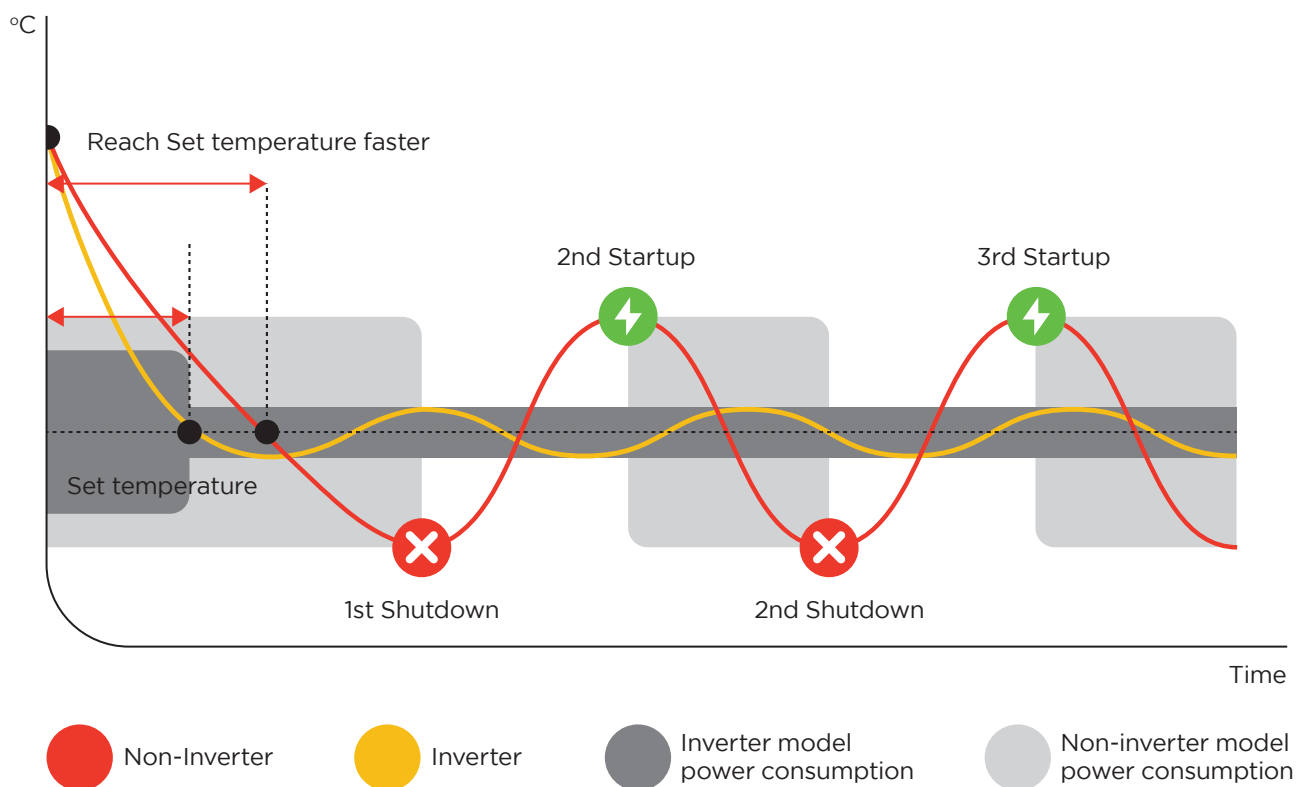 °C
Reach Set temperature faster
2nd Startup
3rd Startup
Set temperature
1st Shutdown
2nd Shutdown
Time
Non-Inverter
Inverter
Inverter model
power consumption
Non-inverter model
power consumption